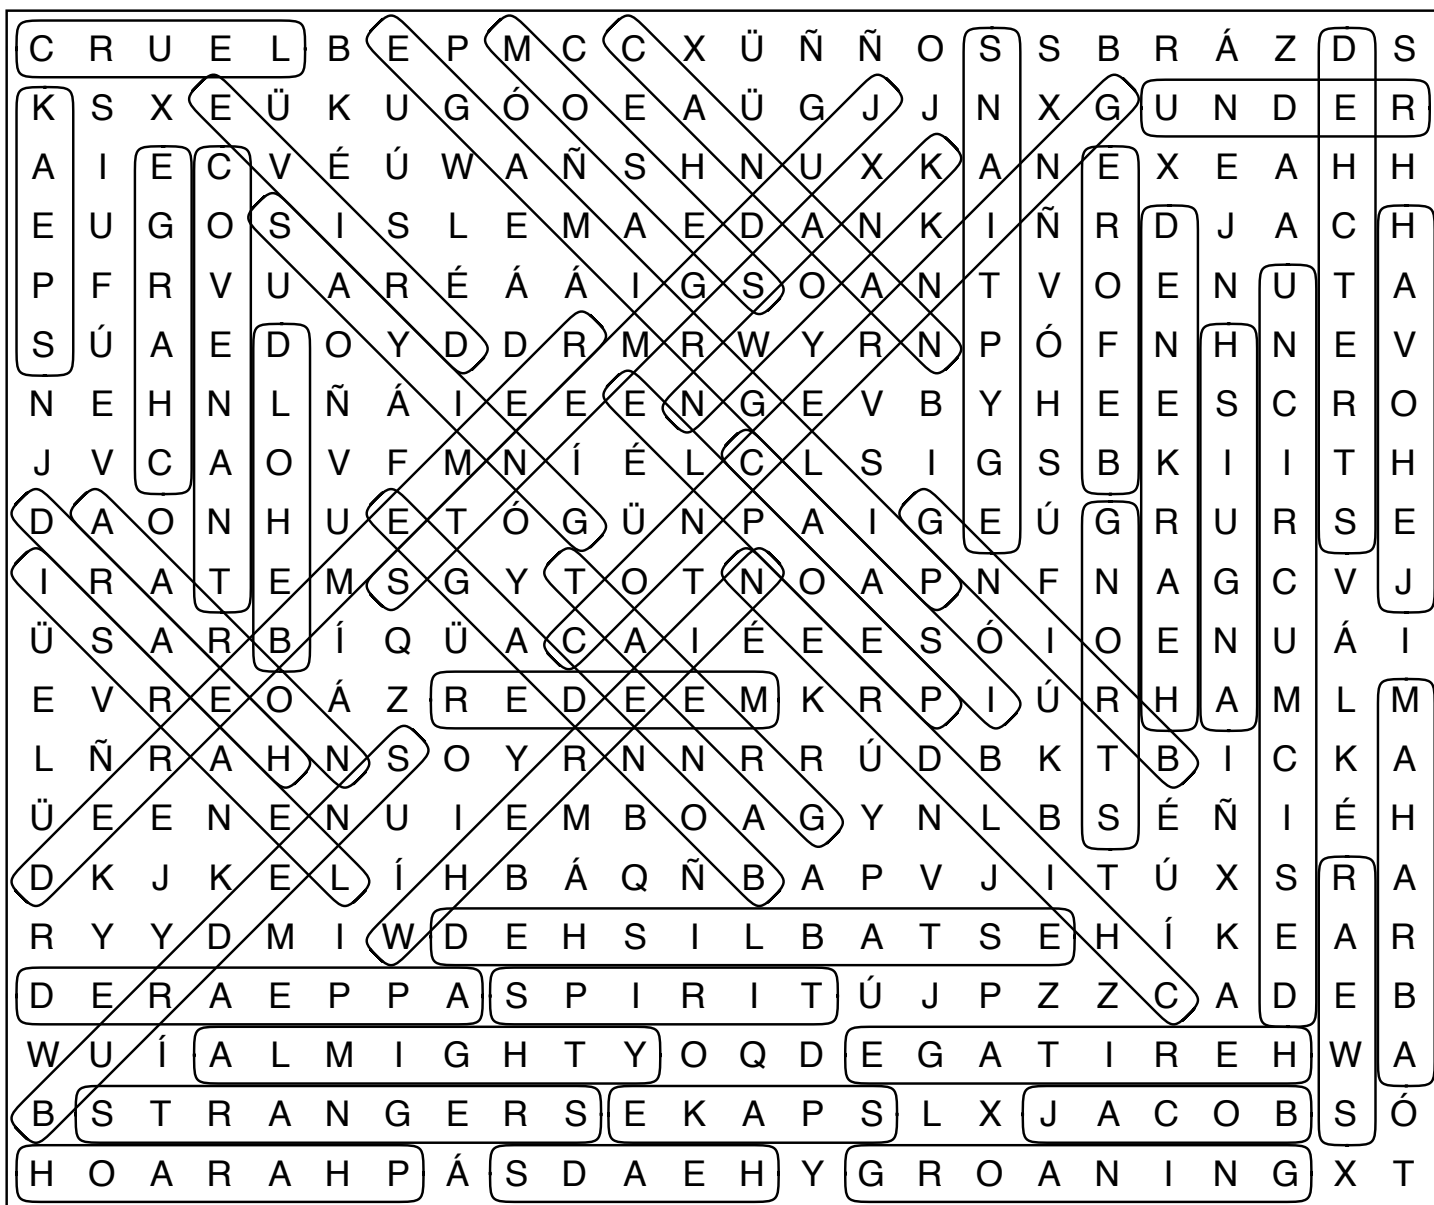 C R U E L B E P M C C X Ü Ñ Ñ O S S B R Á Z D S
K S X E Ü K U G Ó O E A Ü G J J N X G U N D E R
A I E C V É Ú W A Ñ S H N U X K A N E X E A H H
E U G O S I S L E M A E D A N K I Ñ R D J A C H
P F R V U A R É Á Á I G S O A N T V O E N U T A
S Ú A E D O Y D D R M R W Y R N P Ó F N H N E V
N E H N L Ñ Á I E E E N G E V B Y H E E S C R O
J V C A O V F M N Í É L C L S I G S B K I I T H
D A O N H U E T Ó G Ü N P A I G E Ú G R U R S E
I R A T E M S G Y T O T N O A P N F N A G C V J
Ü S A R B Í Q Ü A C A I É E E S Ó I O E N U Á I
E V R E O Á Z R E D E E M K R P I Ú R H A M L M
L Ñ R A H N S O Y R N N R R Ú D B K T B I C K A
Ü E E N E N U I E M B O A G Y N L B S É Ñ I É H
D K J K E L Í H B Á Q Ñ B A P V J I T Ú X S R A
R Y Y D M I W D E H S I L B A T S E H Í K E A R
D E R A E P P A S P I R I T Ú J P Z Z C A D E B
W U Í A L M I G H T Y O Q D E G A T I R E H W A
B S T R A N G E R S E K A P S L X J A C O B S Ó
H O A R A H P Á S D A E H Y G R O A N I N G X T